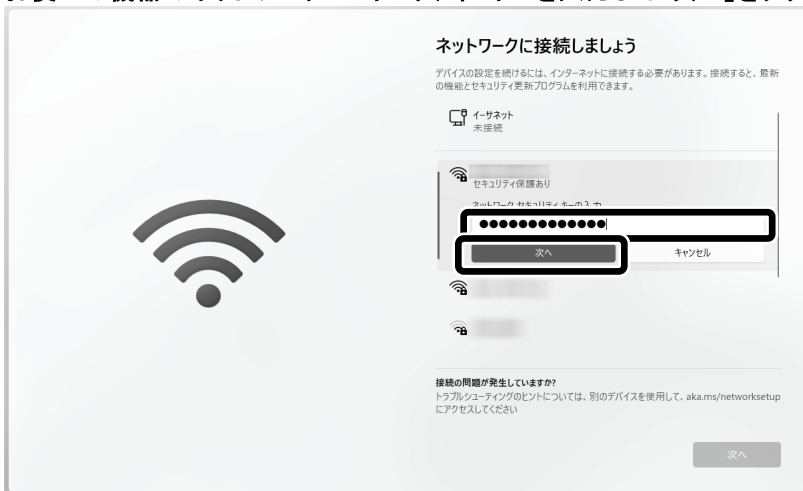 ネットワークに接続しましょう
デバイスの設定を続けるには、インターネットに接続する必要があります。接続すると、最新
の機能とセキュリティ更新プログラムを利用できます。
イーサネット
未接続
セキュリティ保護あり
ネットワーク セキュリティ キーの入力
●●●●●●●●●●●●●
次へ
キャンセル
接続の問題が発生していますか?
トラブルシューティングのヒントについては、別のデバイスを使用して、aka.ms/networksetup
にアクセスしてください
次へ